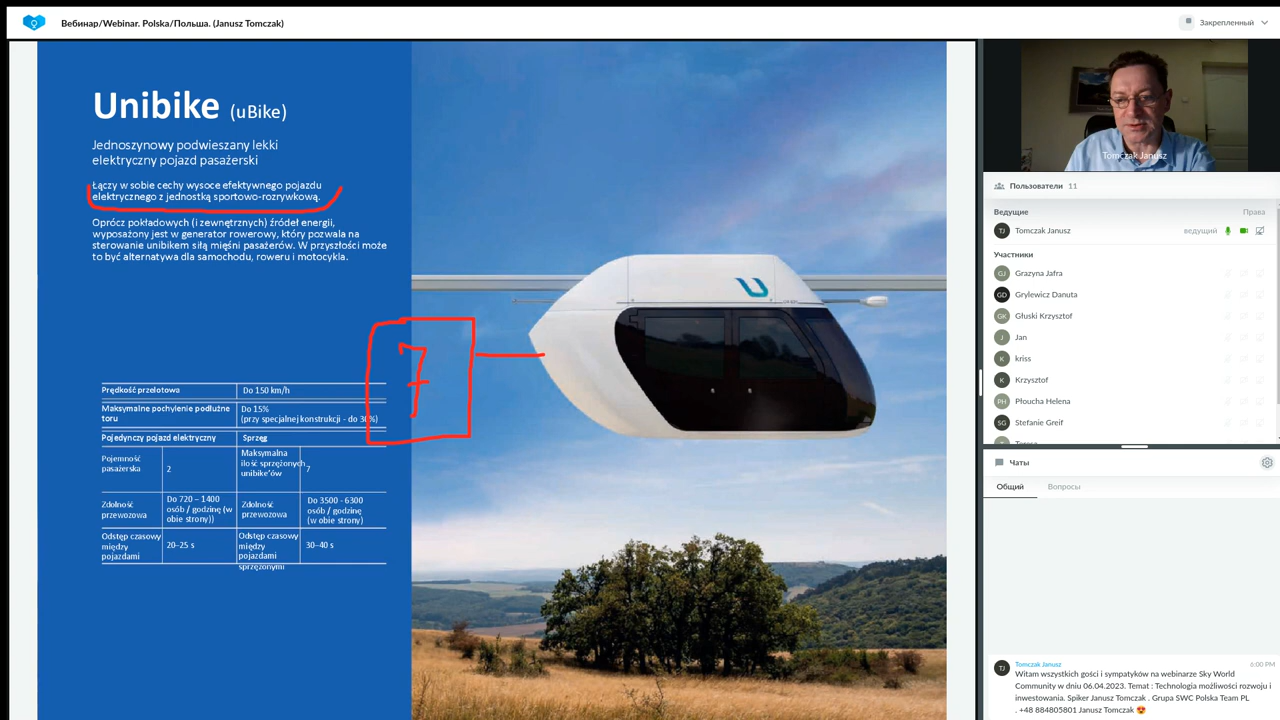 Вебинар/Webinar. Polska/Польша. (Janusz Tomczak)
Закрепленный
Unibike (uBike)
Jednoszynowy podwieszany lekki
elektryczny pojazd pasażerski
Łączy w sobie cechy wysoce efektywnego pojazdu
elektrycznego z jednostką sportowo-rozrywkową.
Oprócz pokładowych (i zewnętrznych) źródeł energii,
wyposażony jest w generator rowerowy, który pozwala na
sterowanie unibikem siłą mięśni pasażerów. W przyszłości może
to być alternatywa dla samochodu, roweru i motocykla.
7
Prędkość przelotowa
Do 150 km/h
Maksymalne pochylenie podłużne
toru
Do 15%
(przy specjalnej konstrukcji - do 30%)
Pojedynczy pojazd elektryczny
Sprzęg
Pojemność
pasażerska
2
Maksymalna
ilość sprzężonych
unibike'ów
7
Zdolność
przewozowa
Do 720 – 1400
osób / godzinę (w
obie strony))
Zdolność
przewozowa
Do 3500 - 6300
osób / godzinę
(w obie strony)
Odstęp czasowy
między
pojazdami
20–25 s
Odstęp czasowy
między
pojazdami
sprzężonymi
30–40 s
Tomczak Janusz
Пользователи 11
Ведущие
Права
TJ Tomczak Janusz ведущий
Участники
GJ Grazyna Jafra
GD Grylewicz Danuta
GK Głuski Krzysztof
J Jan
K kriss
K Krzysztof
PH Płoucha Helena
SG Stefanie Greif
Чаты
Общий
Вопросы
TJ
Tomczak Janusz
6:00 PM
Witam wszystkich gości i sympatyków na webinarze Sky World
Community w dniu 06.04.2023. Temat : Technologia możliwości rozwoju i
inwestowania. Spiker Janusz Tomczak . Grupa SWC Polska Team PL
. +48 884805801 Janusz Tomczak 😍